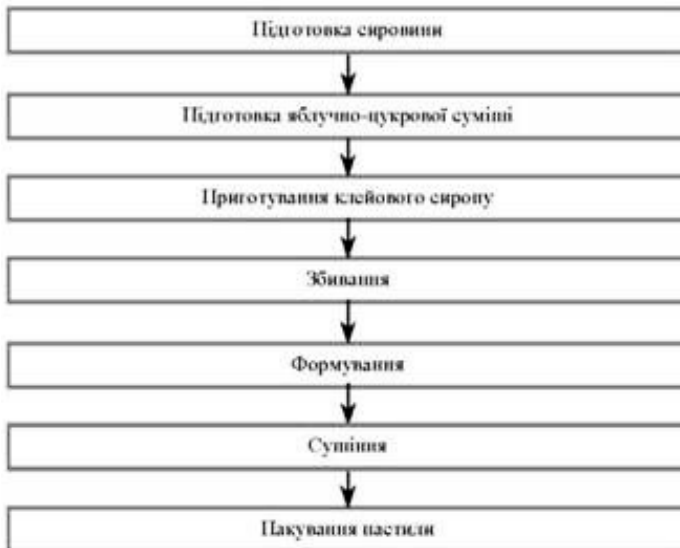 Підготовка сировини
Підготовка яблучно-цукрової суміші
Приготування клейового сиропу
Збивання
Формування
Сушіння
Пакування пастили